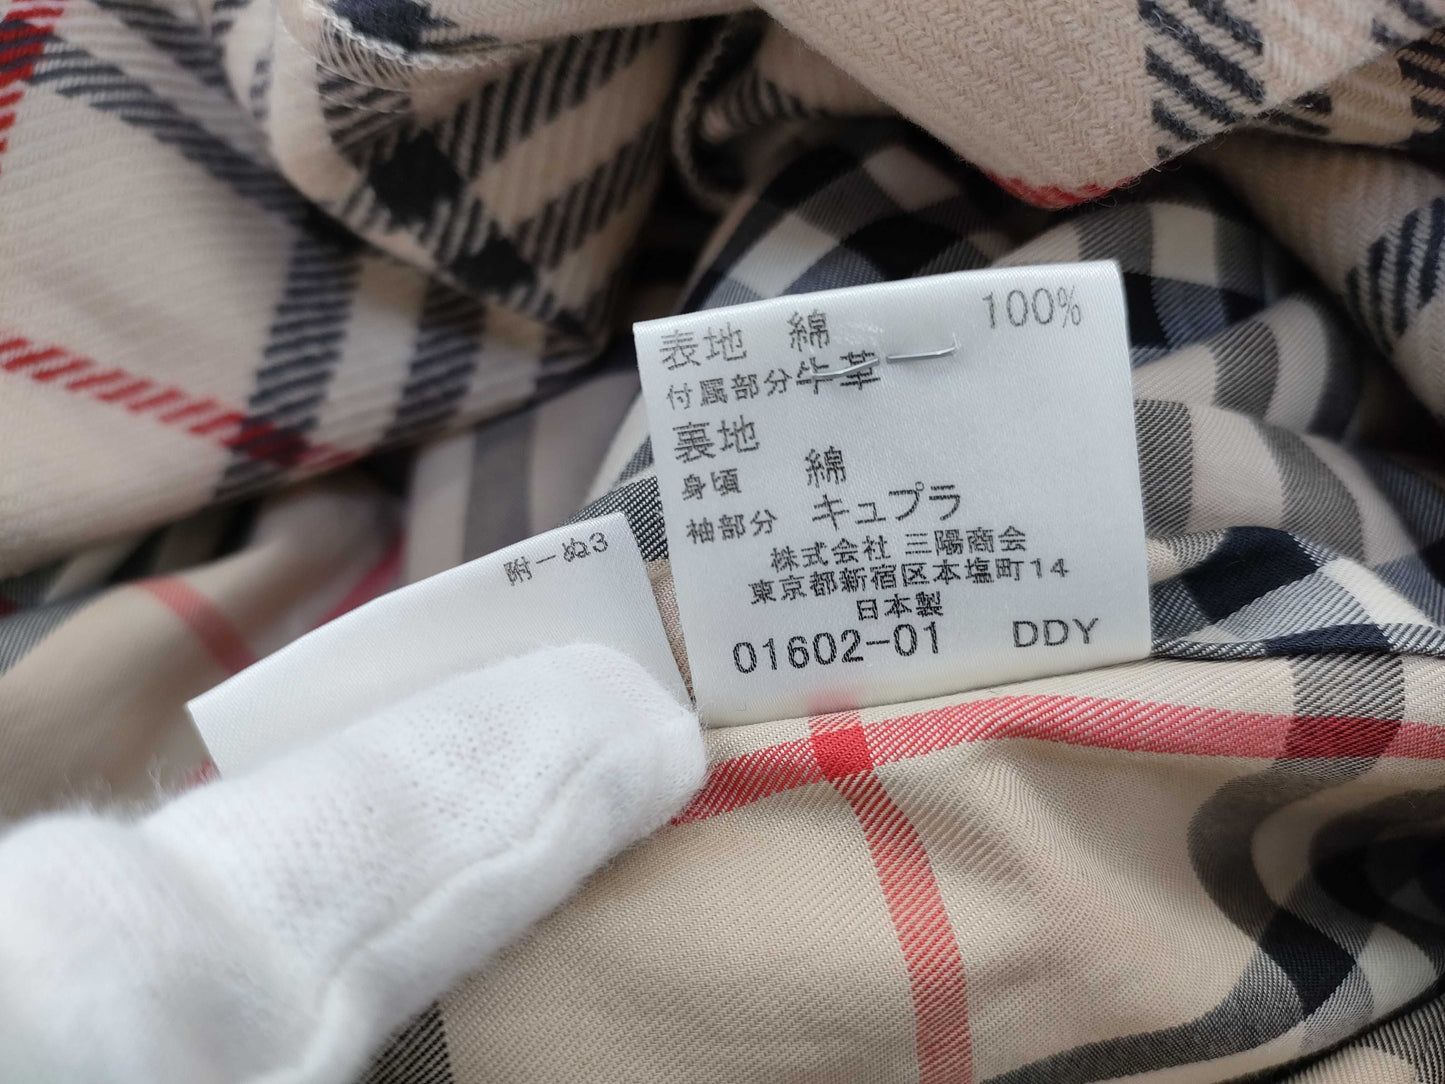 表地 綿 100%
付属部分 牛革
裏地
身頃 綿
袖部分 キュプラ
株式会社 三陽商会
東京都新宿区本塩町14
日本製
01602-01 DDY
附ーぬ3